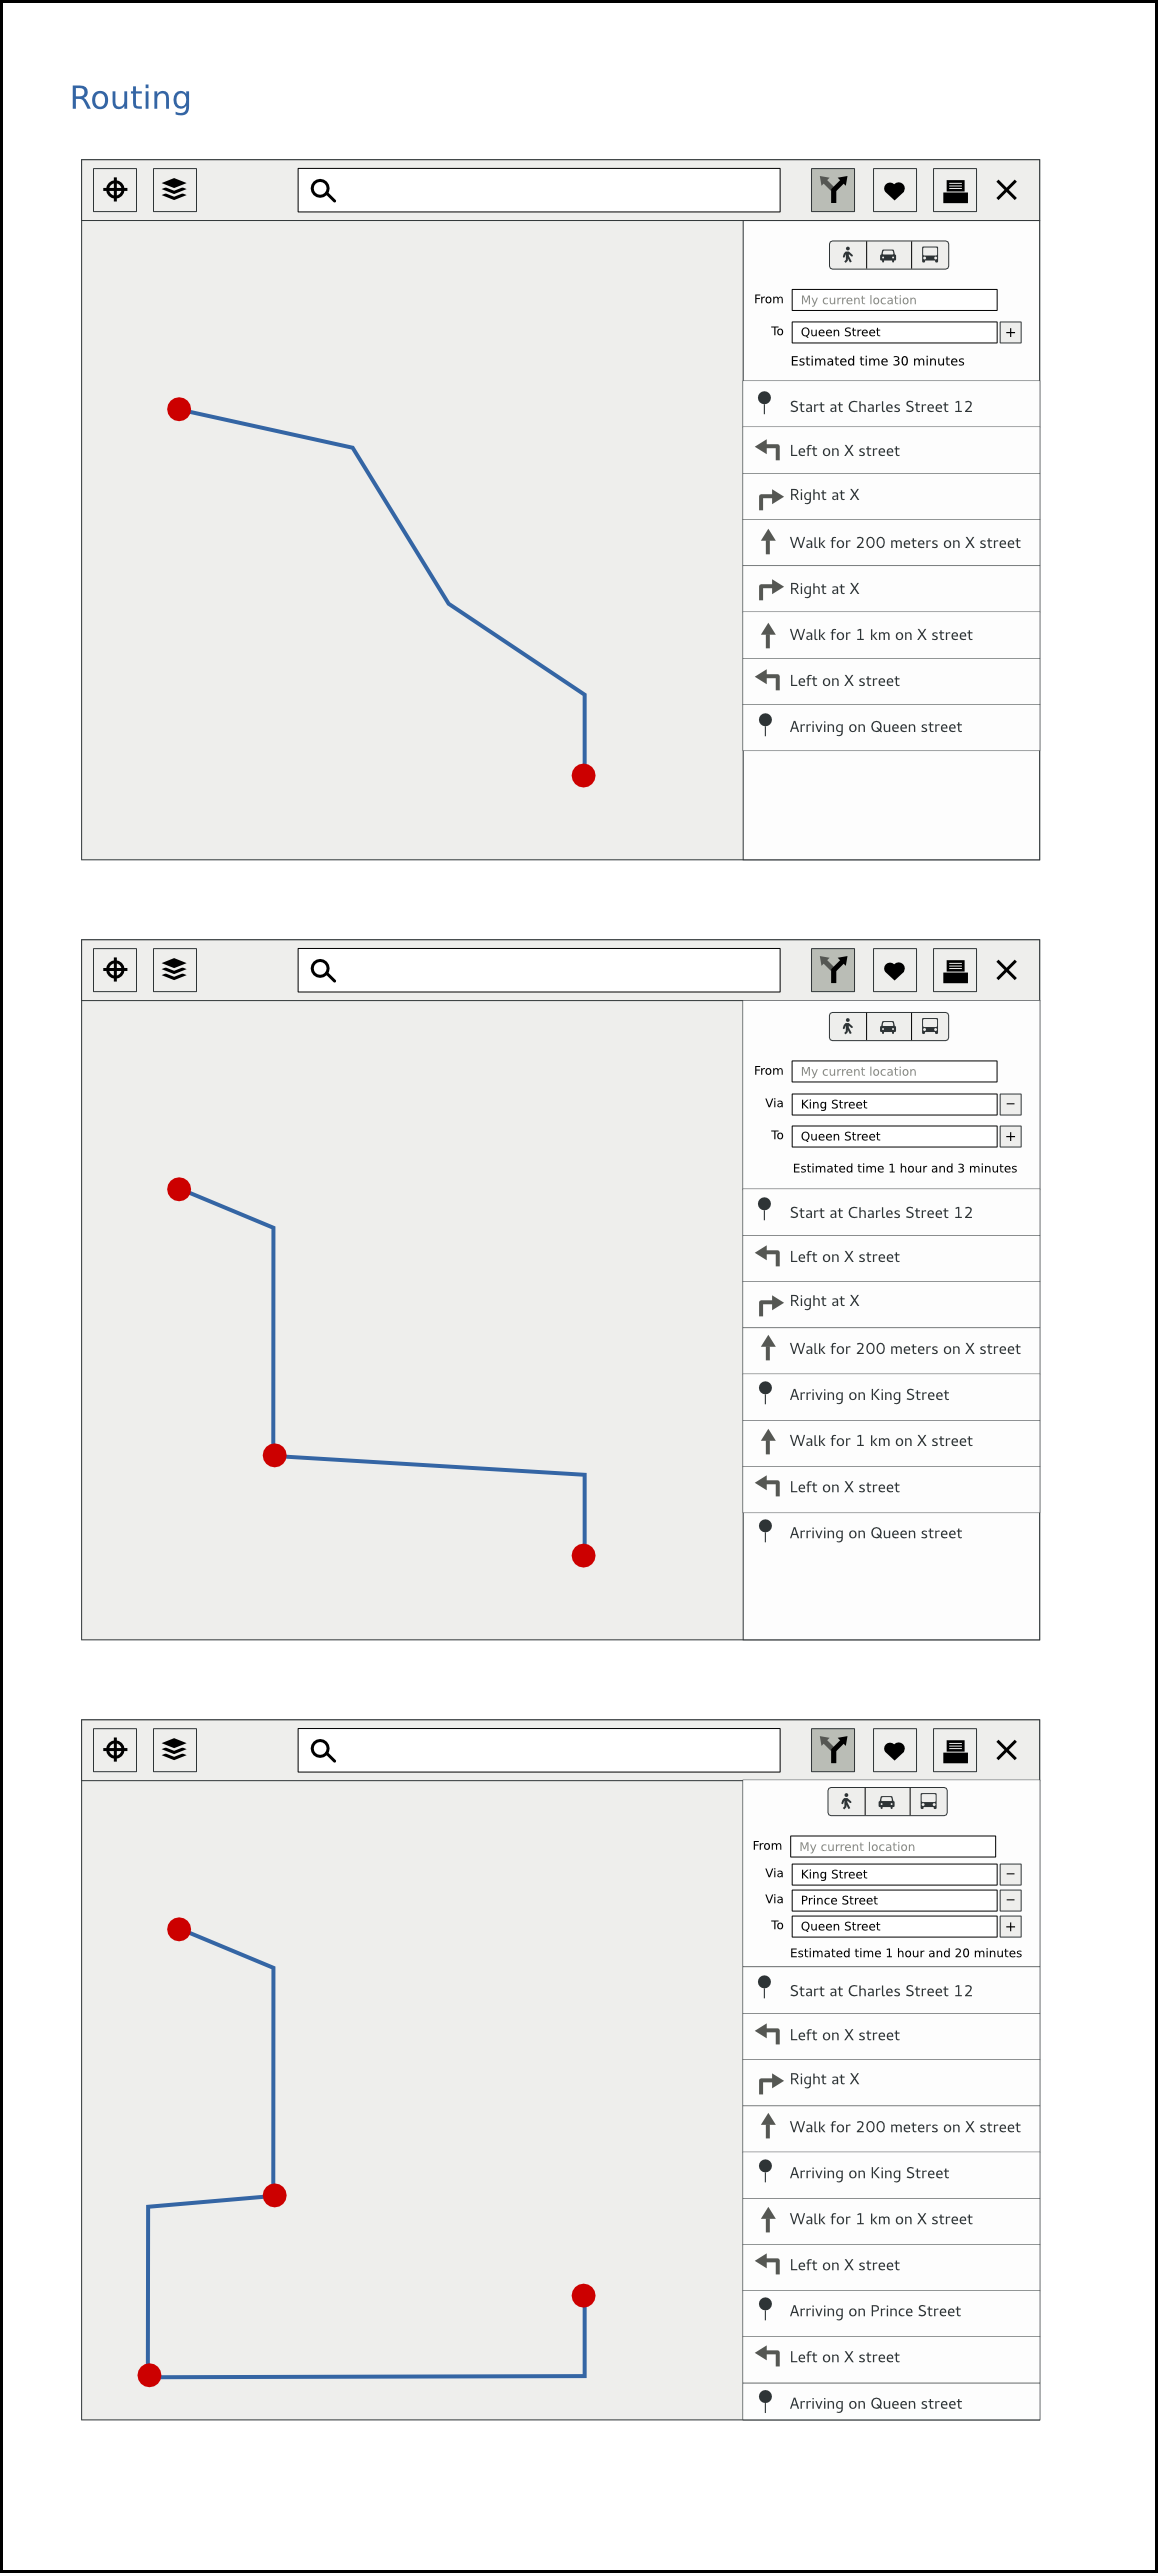 Routing
From My current location
To Queen Street +
Estimated time 30 minutes
Start at Charles Street 12
Left on X street
Right at X
Walk for 200 meters on X street
Right at X
Walk for 1 km on X street
Left on X street
Arriving on Queen street
From My current location
Via King Street −
To Queen Street +
Estimated time 1 hour and 3 minutes
Start at Charles Street 12
Left on X street
Right at X
Walk for 200 meters on X street
Arriving on King Street
Walk for 1 km on X street
Left on X street
Arriving on Queen street
From My current location
Via King Street −
Via Prince Street −
To Queen Street +
Estimated time 1 hour and 20 minutes
Start at Charles Street 12
Left on X street
Right at X
Walk for 200 meters on X street
Arriving on King Street
Walk for 1 km on X street
Left on X street
Arriving on Prince Street
Left on X street
Arriving on Queen street